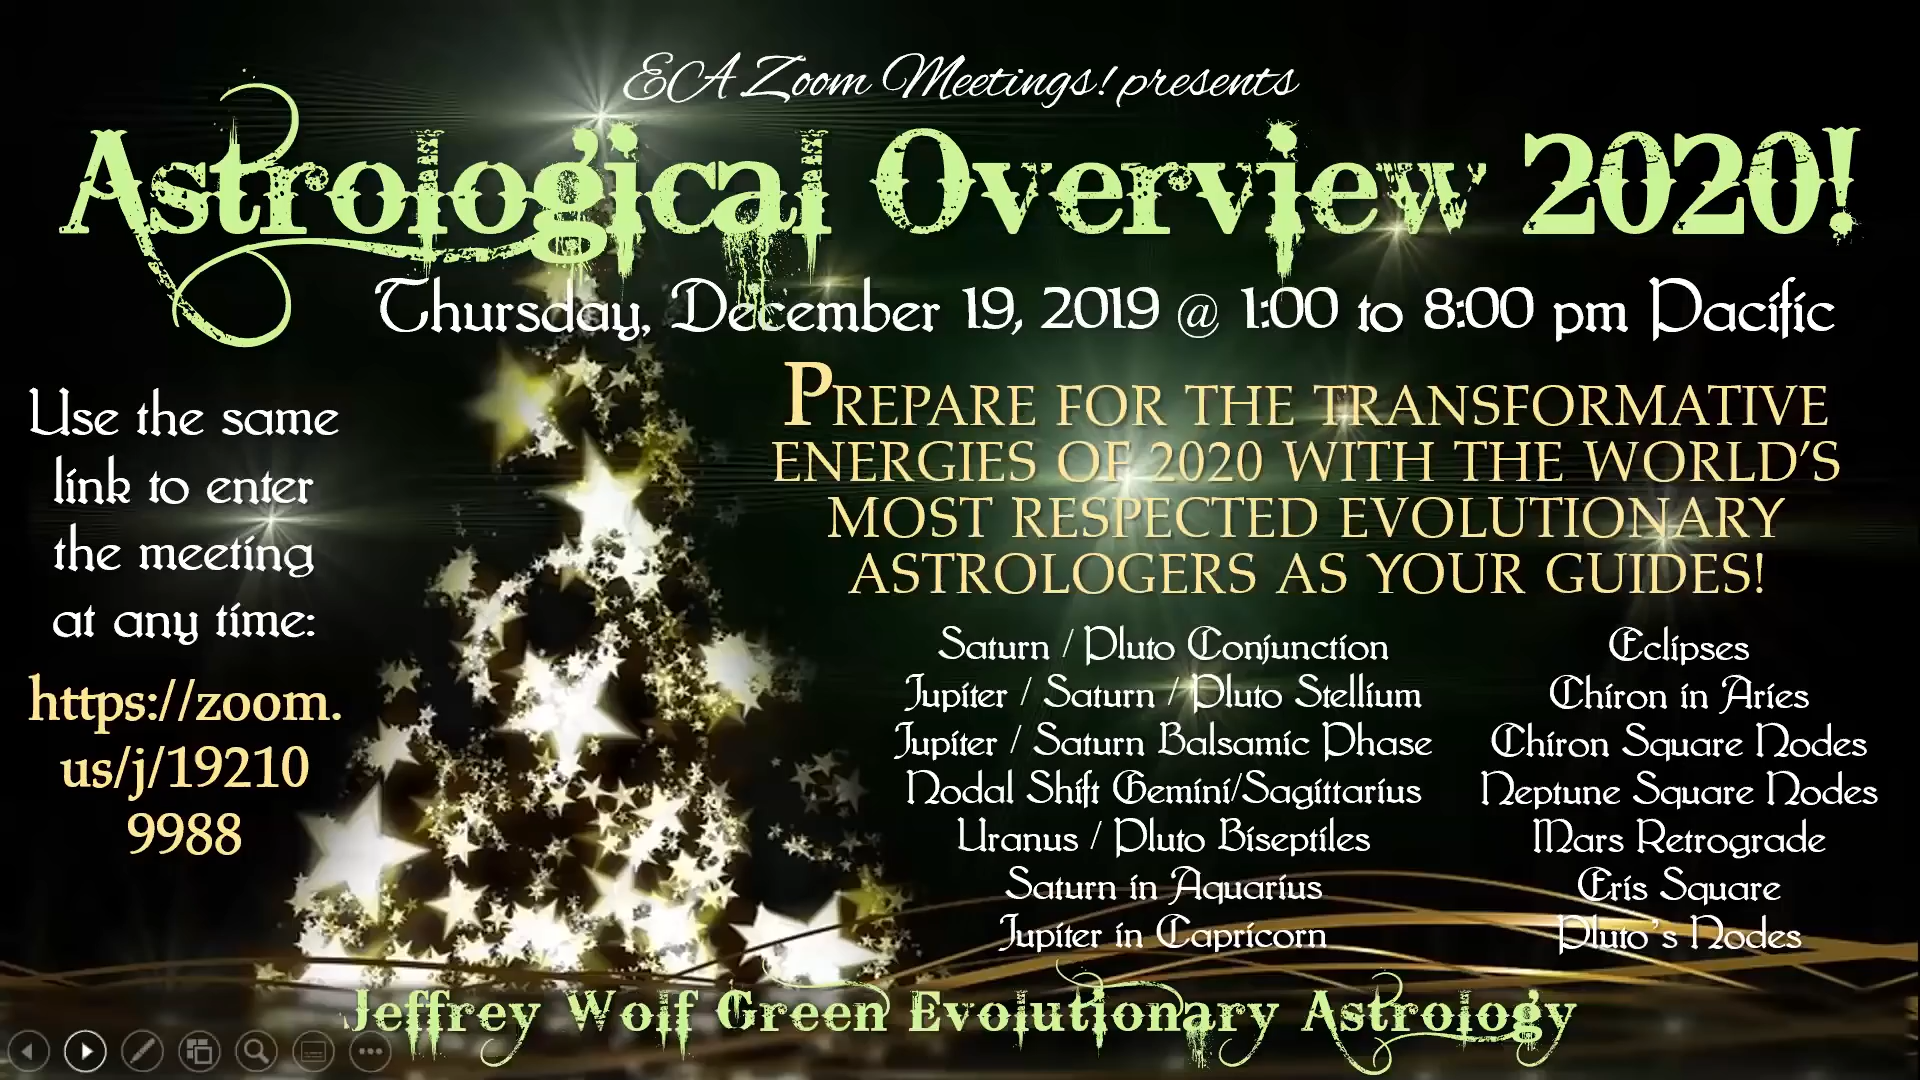 ECA Zoom Meetings! presents
Astrological Overview 2020!
Thursday, December 19, 2019 @ 1:00 to 8:00 pm Pacific
Use the same
link to enter
the meeting
at any time:
https://zoom.
us/j/19210
9988
PREPARE FOR THE TRANSFORMATIVE
ENERGIES OF 2020 WITH THE WORLD'S
MOST RESPECTED EVOLUTIONARY
ASTROLOGERS AS YOUR GUIDES!
Saturn / Pluto Conjunction
Jupiter / Saturn / Pluto Stellium
Jupiter / Saturn Balsamic Phase
Nodal Shift Gemini/Sagittarius
Uranus / Pluto Biseptiles
Saturn in Aquarius
Jupiter in Capricorn
Eclipses
Chiron in Aries
Chiron Square Nodes
Neptune Square Nodes
Mars Retrograde
Eris Square
Pluto's Nodes
Jeffrey Wolf Green Evolutionary Astrology